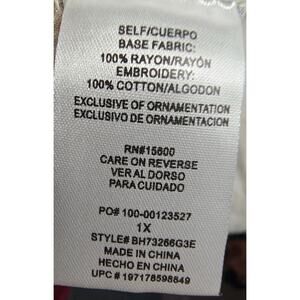 SELF/CUERPO
BASE FABRIC:
100% RAYON/RAYÓN
EMBROIDERY:
100% COTTON/ALGODON
EXCLUSIVE OF ORNAMENTATION
EXCLUSIVO DE ORNAMENTACION
RN#15600
CARE ON REVERSE
VER AL DORSO
PARA CUIDADO
PO# 100-00123527
1X
STYLE# BH73266G3E
MADE IN CHINA
HECHO EN CHINA
UPC # 197178598649